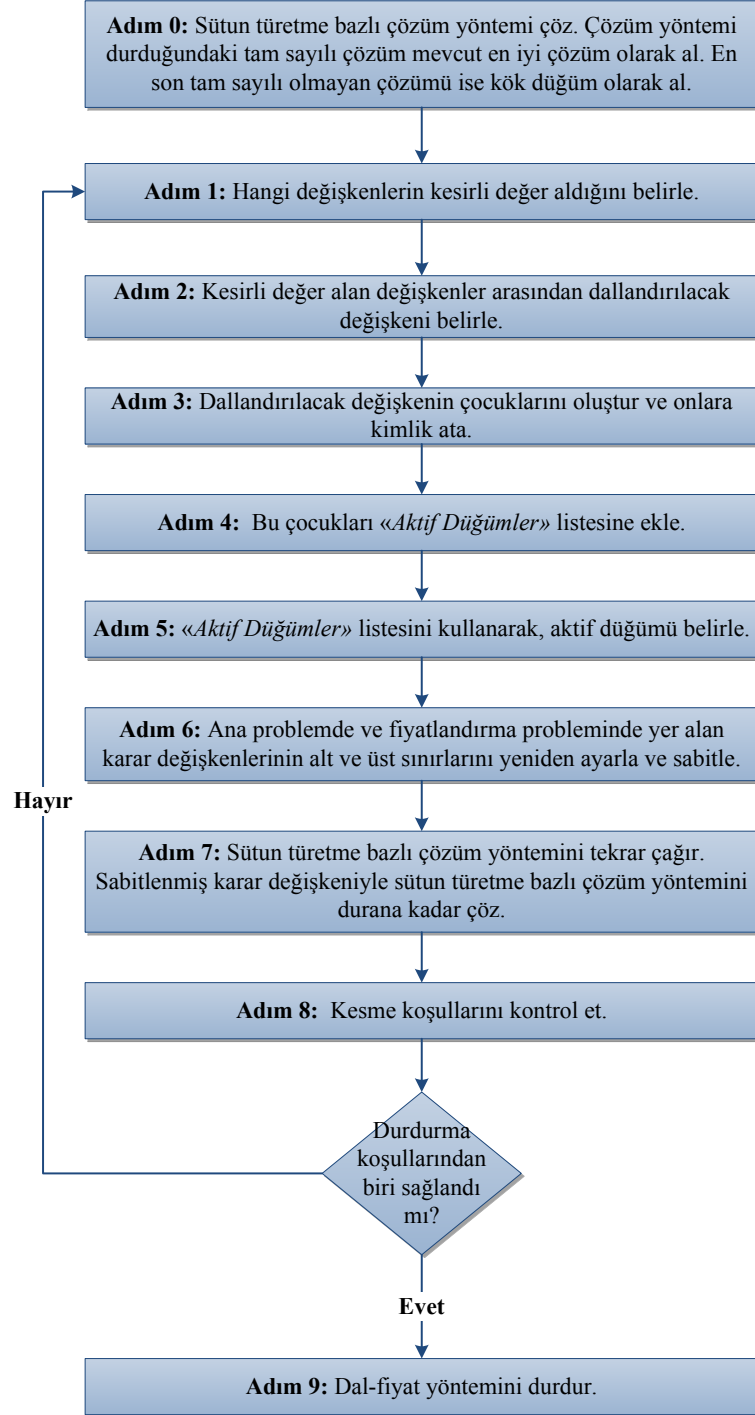 Adım 0: Sütun türetme bazlı çözüm yöntemi çöz. Çözüm yöntemi
durduğundaki tam sayılı çözüm mevcut en iyi çözüm olarak al. En
son tam sayılı olmayan çözümü ise kök düğüm olarak al.
Adım 1: Hangi değişkenlerin kesirli değer aldığını belirle.
Adım 2: Kesirli değer alan değişkenler arasından dallandırılacak
değişkeni belirle.
Adım 3: Dallandırılacak değişkenin çocuklarını oluştur ve onlara
kimlik ata.
Adım 4: Bu çocukları «Aktif Düğümler» listesine ekle.
Adım 5: «Aktif Düğümler» listesini kullanarak, aktif düğümü belirle.
Adım 6: Ana problemde ve fiyatlandırma probleminde yer alan
karar değişkenlerinin alt ve üst sınırlarını yeniden ayarla ve sabitle.
Hayır
Adım 7: Sütun türetme bazlı çözüm yöntemini tekrar çağır.
Sabitlenmiş karar değişkeniyle sütun türetme bazlı çözüm yöntemini
durana kadar çöz.
Adım 8: Kesme koşullarını kontrol et.
Durdurma
koşullarından
biri sağlandı
mı?
Evet
Adım 9: Dal-fiyat yöntemini durdur.